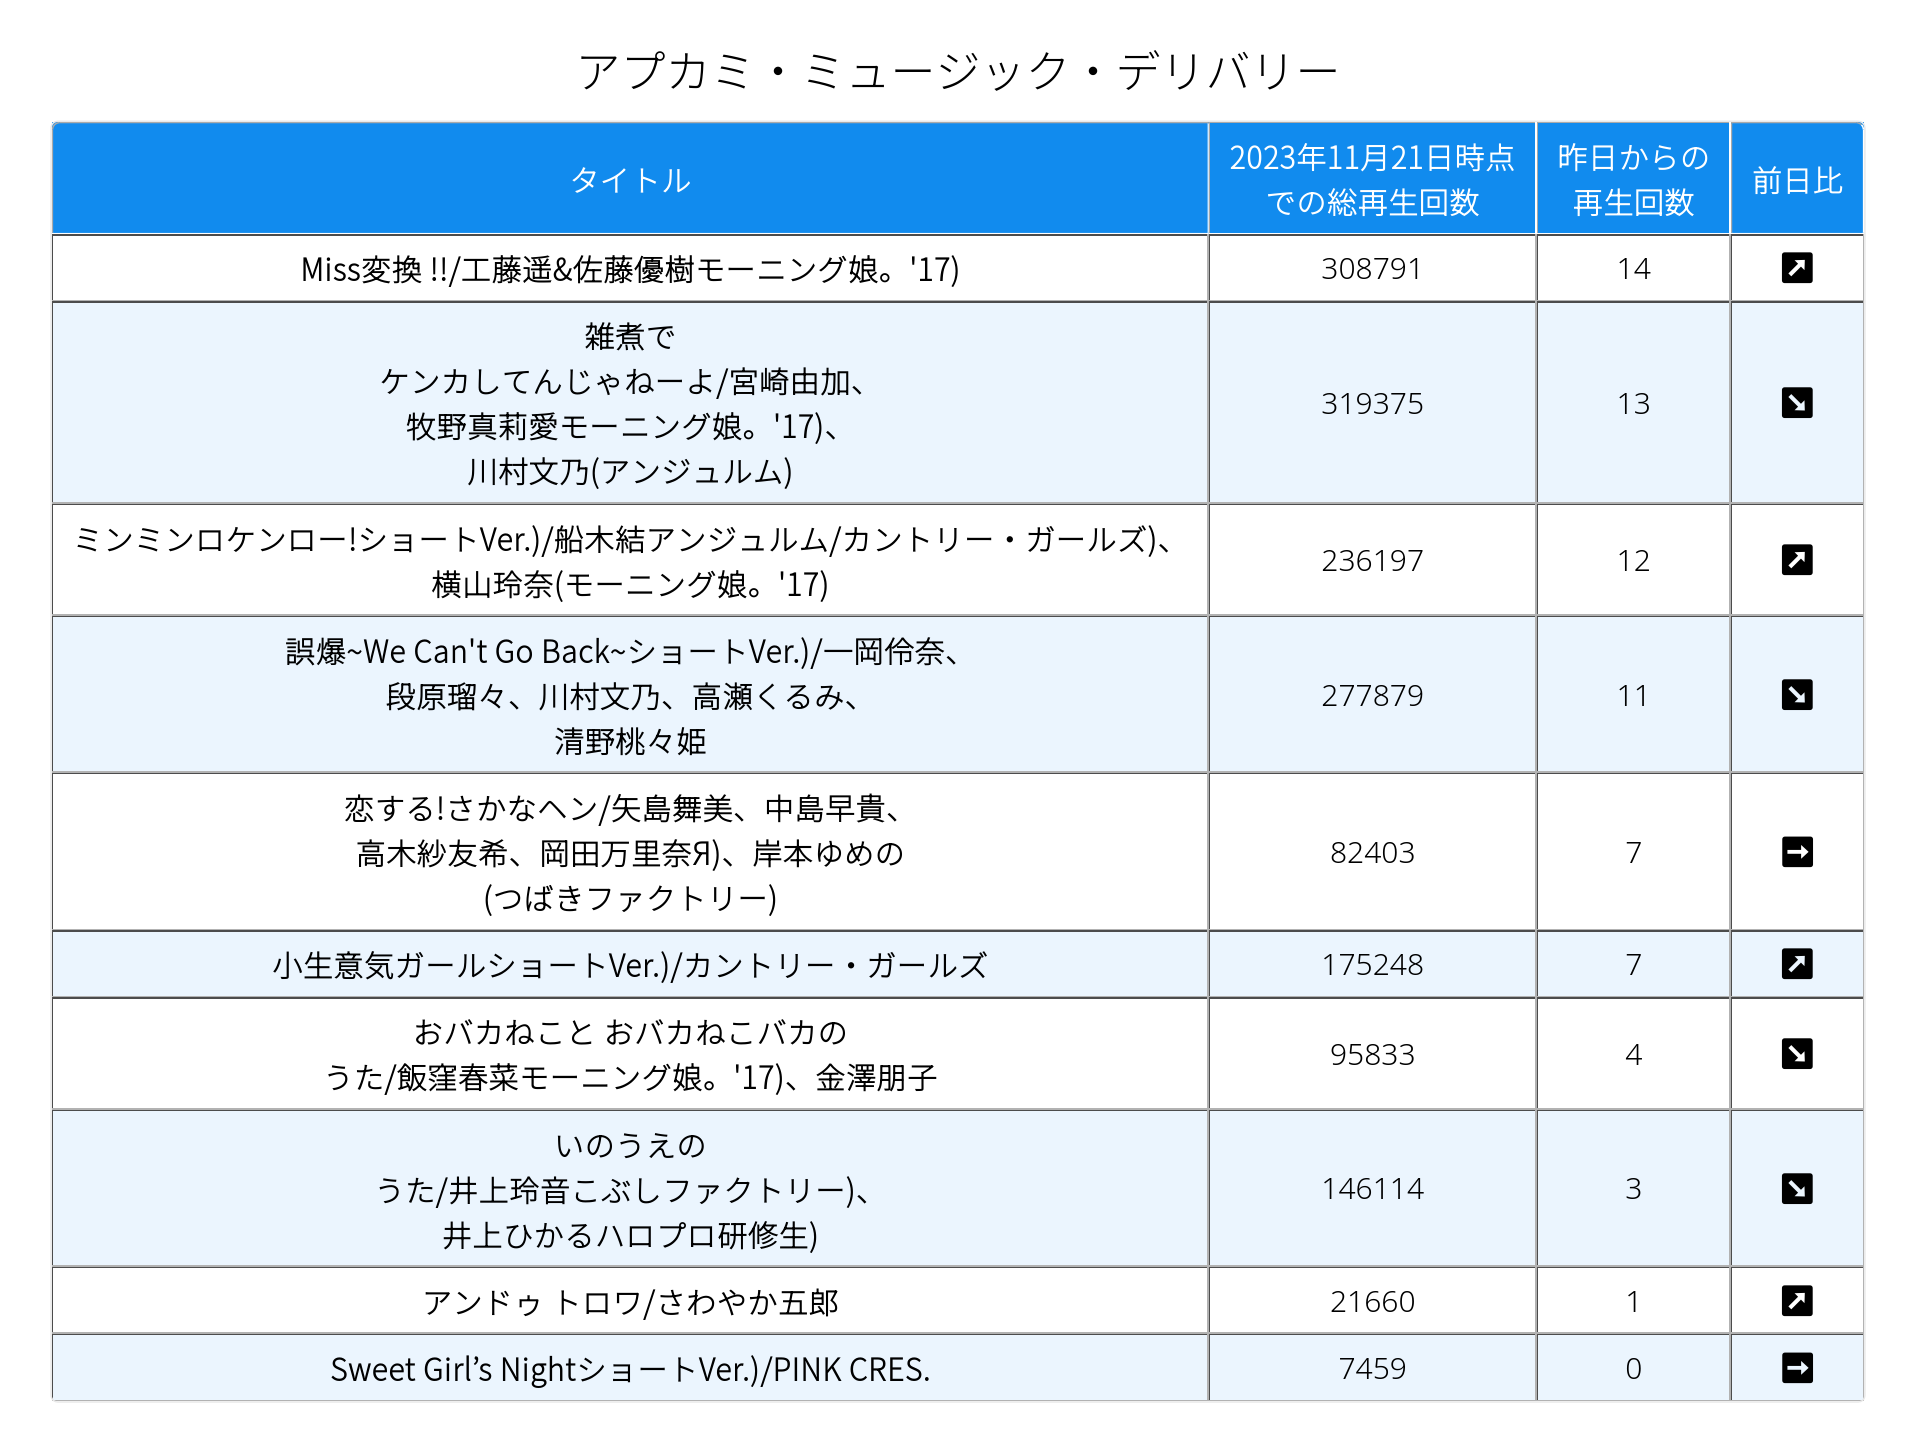 アプカミ・ミュージック・デリバリー
タイトル
2023年11月21日時点
での総再生回数
昨日からの
再生回数
前日比
Miss変換 !!/工藤遥&佐藤優樹モーニング娘。'17)
308791
14
↗
雑煮で
ケンカしてんじゃねーよ/宮崎由加、
牧野真莉愛モーニング娘。'17)、
川村文乃(アンジュルム)
319375
13
↘
ミンミンロケンロー!ショートVer.)/船木結アンジュルム/カントリー・ガールズ)、
横山玲奈(モーニング娘。'17)
236197
12
↗
誤爆~We Can't Go Back~ショートVer.)/一岡伶奈、
段原瑠々、川村文乃、高瀬くるみ、
清野桃々姫
277879
11
↘
恋する!さかなヘン/矢島舞美、中島早貴、
高木紗友希、岡田万里奈Я)、岸本ゆめの
(つばきファクトリー)
82403
7
→
小生意気ガールショートVer.)/カントリー・ガールズ
175248
7
↗
おバカねこと おバカねこバカの
うた/飯窪春菜モーニング娘。'17)、金澤朋子
95833
4
↘
いのうえの
うた/井上玲音こぶしファクトリー)、
井上ひかるハロプロ研修生)
146114
3
↘
アンドゥ トロワ/さわやか五郎
21660
1
↗
Sweet Girl’s NightショートVer.)/PINK CRES.
7459
0
→